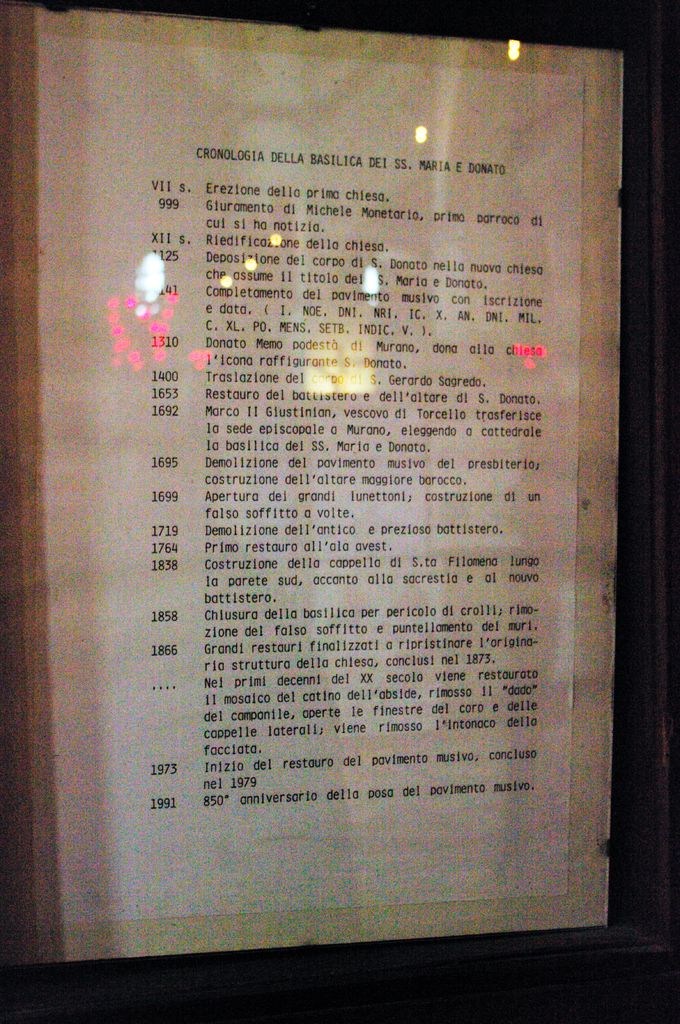 CRONOLOGIA DELLA BASILICA DEI SS. MARIA E DONATO
VII s. Erezione della prima chiesa.
999 Giuramento di Michele Monetario, primo parroco di
cui si ha notizia.
XII s. Riedificazione della chiesa.
1125 Deposizione del corpo di S. Donato nella nuova chiesa
che assume il titolo dei S. Maria e Donato.
1141 Completamento del pavimento musivo con iscrizione
e data. ( I. NOE. DNI. NRI. IC. X. AN. DNI. MIL.
C. XL. PO. MENS. SETB. INDIC. V. ).
1310 Donato Memo podestà di Murano, dona alla chiesa
l'icona raffigurante S. Donato.
1400 Traslazione del corpo di S. Gerardo Sagredo.
1653 Restauro del battistero e dell'altare di S. Donato.
1692 Marco II Giustinian, vescovo di Torcello trasferisce
la sede episcopale a Murano, eleggendo a cattedrale
la basilica dei SS. Maria e Donato.
1695 Demolizione del pavimento musivo del presbiterio;
costruzione dell'altare maggiore barocco.
1699 Apertura dei grandi lunettoni; costruzione di un
falso soffitto a volte.
1719 Demolizione dell'antico e prezioso battistero.
1764 Primo restauro all'ala ovest.
1838 Costruzione della cappella di S.ta Filomena lungo
la parete sud, accanto alla sacrestia e al nouvo
battistero.
1858 Chiusura della basilica per pericolo di crolli; rimo-
zione del falso soffitto e puntellamento dei muri.
1866 Grandi restauri finalizzati a ripristinare l'origina-
ria struttura della chiesa, conclusi nel 1873.
.... Nei primi decenni del XX secolo viene restaurato
il mosaico del catino dell'abside, rimosso il "dado"
del campanile, aperte le finestre del coro e delle
cappelle laterali; viene rimosso l'intonaco della
facciata.
1973 Inizio del restauro del pavimento musivo, concluso
nel 1979
1991 850° anniversario della posa del pavimento musivo.